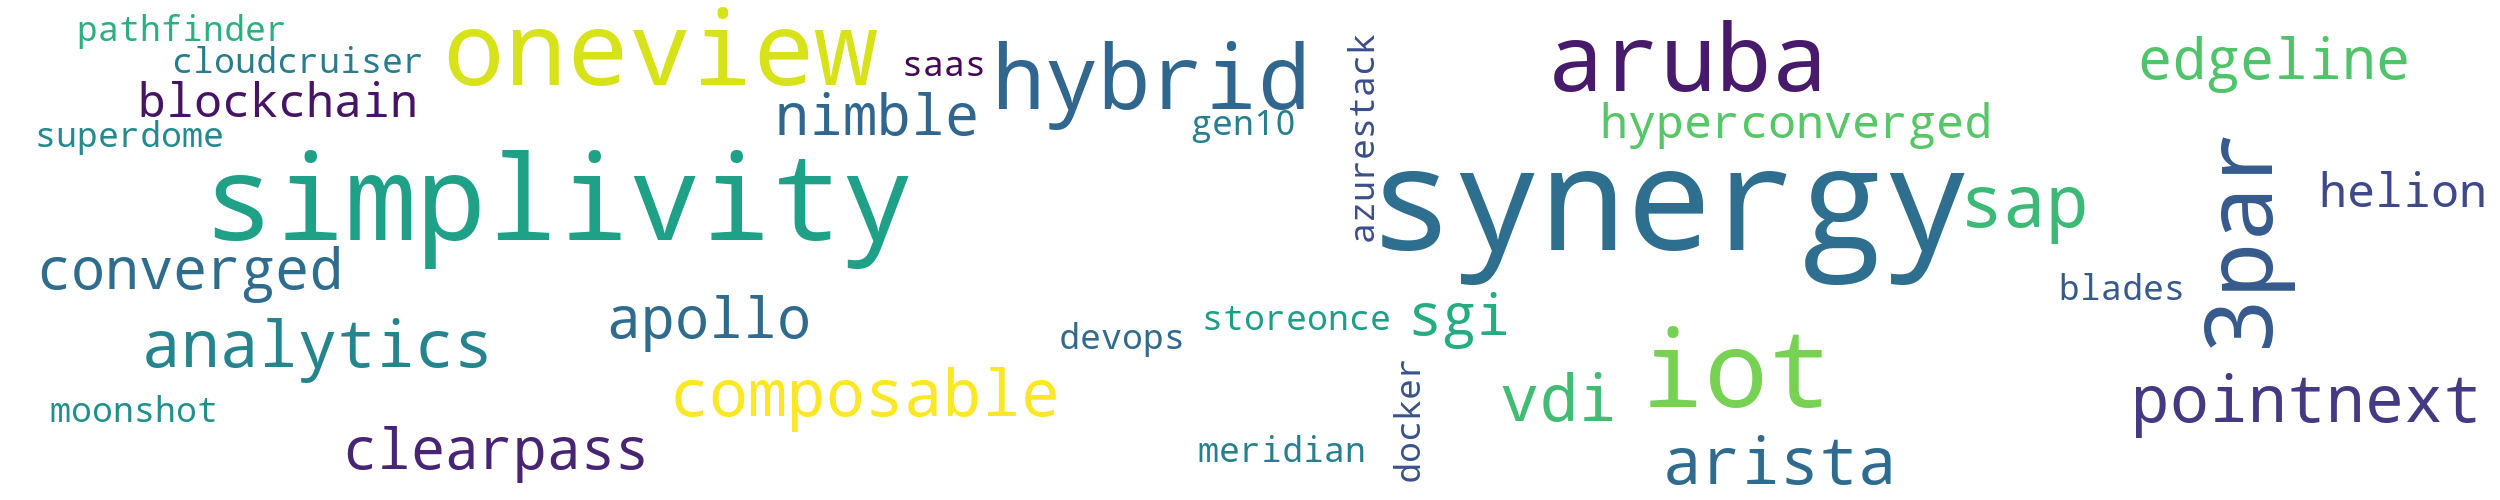 pathfinder
cloudcruiser
blockchain
superdome
oneview
saas
nimble
hybrid
gen10
azurestack
aruba
hyperconverged
edgeline
simplivity
synergy
sap
3par
helion
converged
analytics
apollo
devops
storeonce
sgi
blades
iot
moonshot
composable
clearpass
meridian
docker
vdi
arista
pointnext